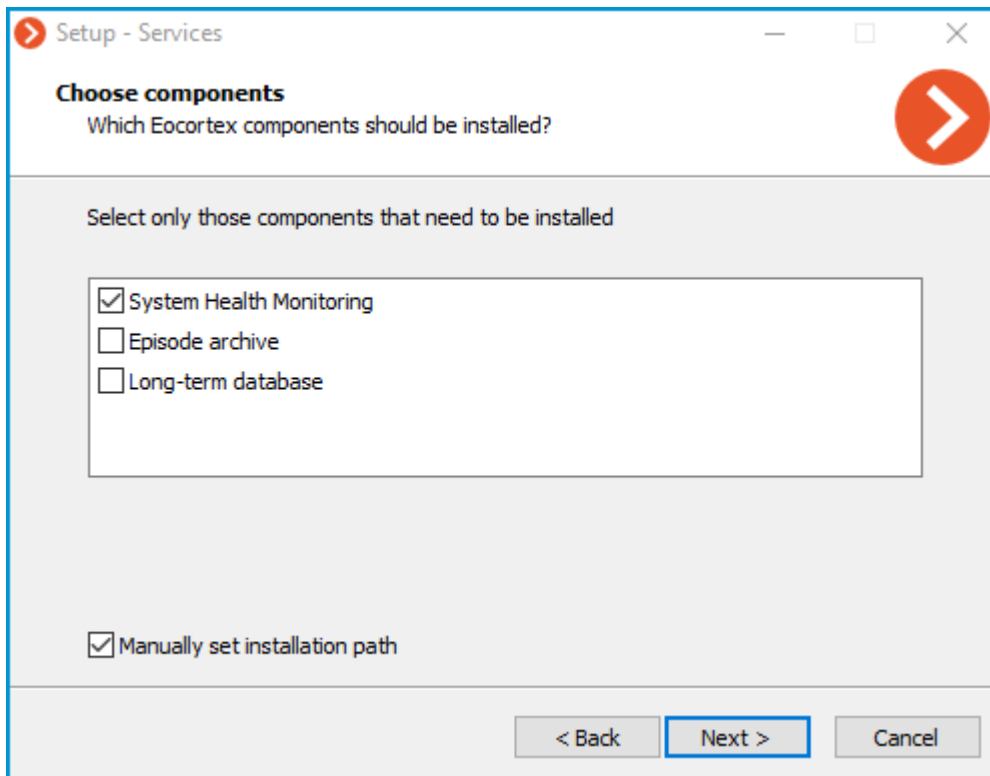 Setup - Services
Choose components
Which Eocortex components should be installed?
Select only those components that need to be installed
System Health Monitoring
Episode archive
Long-term database
Manually set installation path
< Back Next > Cancel